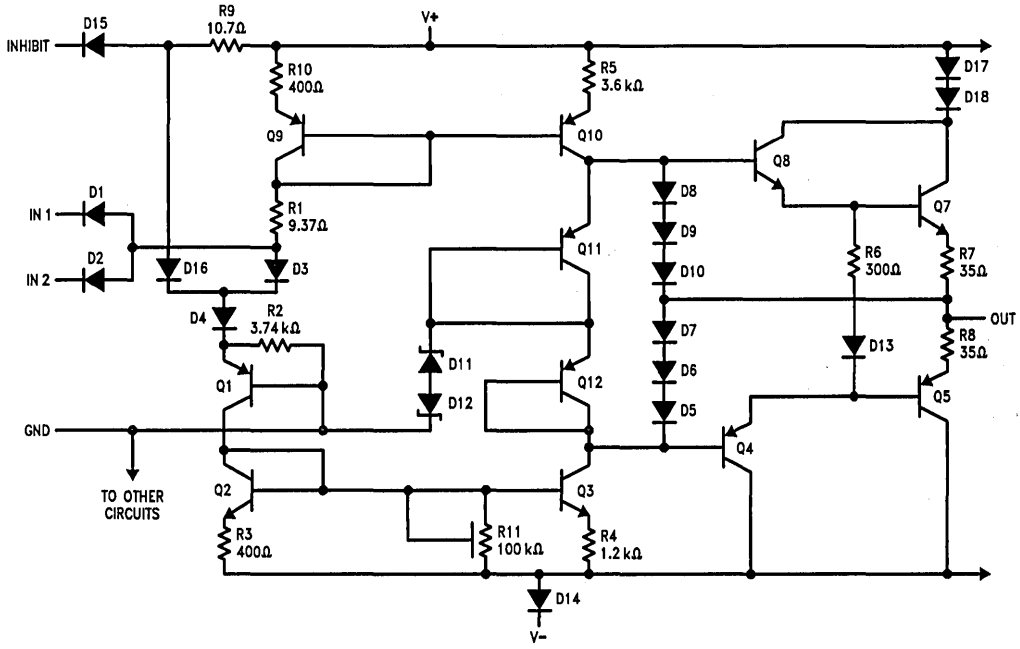 D15
INHIBIT
R9
10.7Ω
V+
R10
400Ω
Q9
R5
3.6 kΩ
Q10
D17
D18
Q8
Q7
D1
IN 1
D2
IN 2
R1
9.37Ω
D16
D3
Q11
D8
D9
D10
R6
300Ω
R7
35Ω
OUT
D4
R2
3.74 kΩ
Q1
D11
D12
Q12
D7
D6
D5
D13
R8
35Ω
Q5
Q4
GND
TO OTHER
CIRCUITS
Q2
R3
400Ω
R11
100 kΩ
Q3
R4
1.2 kΩ
D14
V-